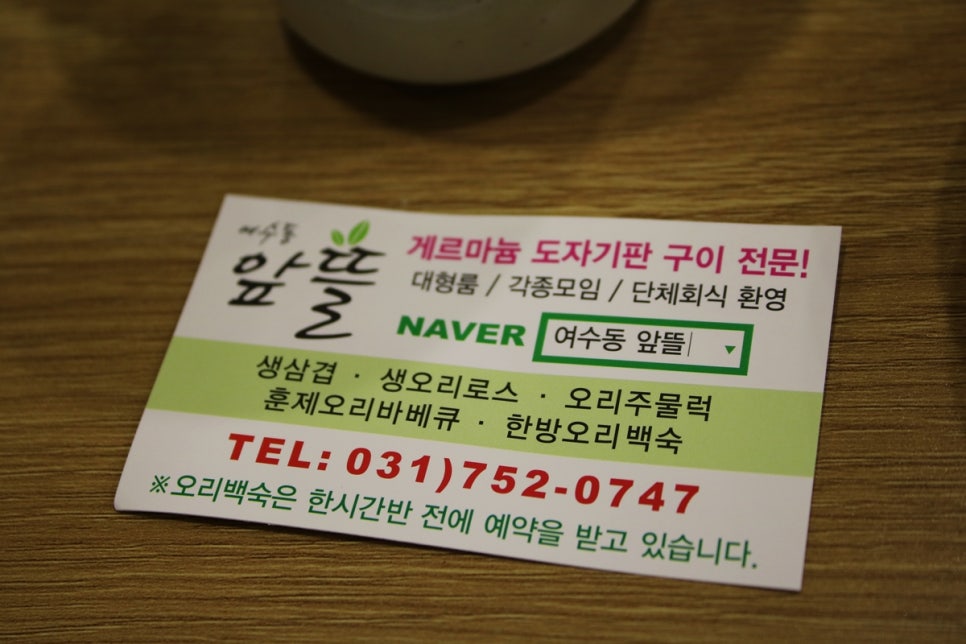 여수동
앞뜰
게르마늄 도자기판 구이 전문!
대형룸 / 각종모임 / 단체회식 환영
NAVER 여수동 앞뜰
생삼겹 · 생오리로스 · 오리주물럭
훈제오리바베큐 · 한방오리백숙
TEL: 031)752-0747
※오리백숙은 한시간반 전에 예약을 받고 있습니다.